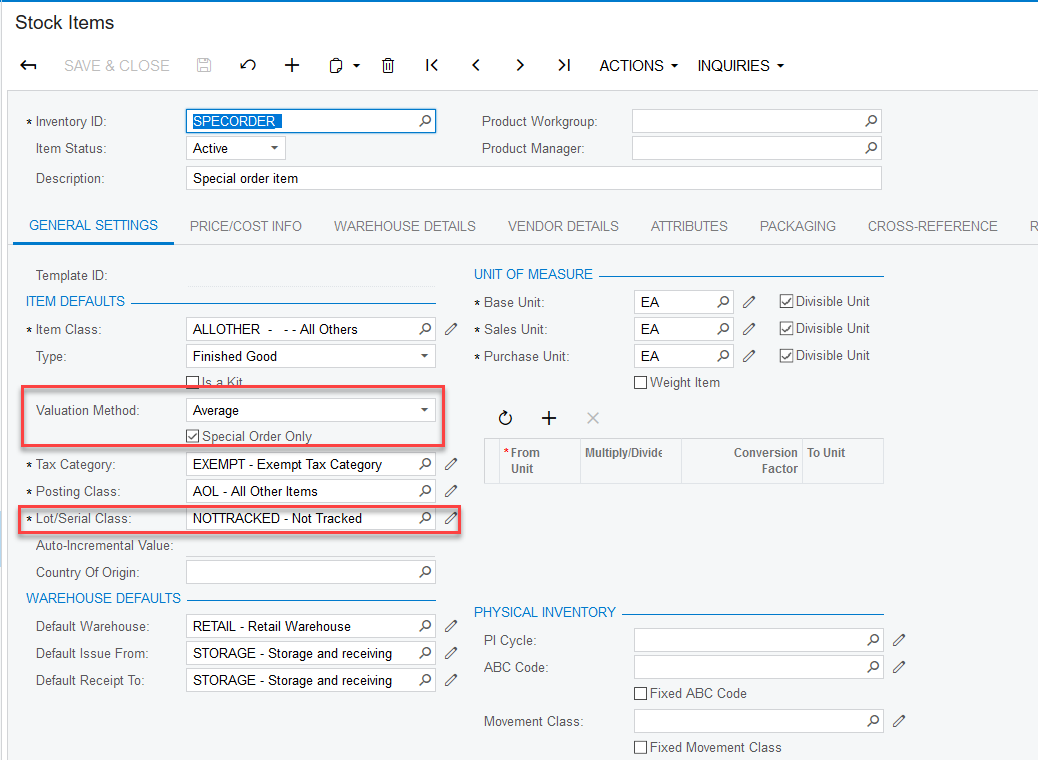 Stock Items
SAVE & CLOSE ACTIONS INQUIRIES
* Inventory ID: SPECORDER
Item Status: Active
Description: Special order item
Product Workgroup:
Product Manager:
GENERAL SETTINGS PRICE/COST INFO WAREHOUSE DETAILS VENDOR DETAILS ATTRIBUTES PACKAGING CROSS-REFERENCE R
Template ID:
ITEM DEFAULTS
* Item Class: ALLOTHER - - - All Others
Type: Finished Good
Is a Kit
Valuation Method: Average
Special Order Only
* Tax Category: EXEMPT - Exempt Tax Category
* Posting Class: AOL - All Other Items
* Lot/Serial Class: NOTTRACKED - Not Tracked
Auto-Incremental Value:
Country Of Origin:
WAREHOUSE DEFAULTS
Default Warehouse: RETAIL - Retail Warehouse
Default Issue From: STORAGE - Storage and receiving
Default Receipt To: STORAGE - Storage and receiving
UNIT OF MEASURE
* Base Unit: EA Divisible Unit
* Sales Unit: EA Divisible Unit
* Purchase Unit: EA Divisible Unit
Weight Item
* From Unit Multiply/Divide Conversion Factor To Unit
PHYSICAL INVENTORY
PI Cycle:
ABC Code:
Fixed ABC Code
Movement Class:
Fixed Movement Class